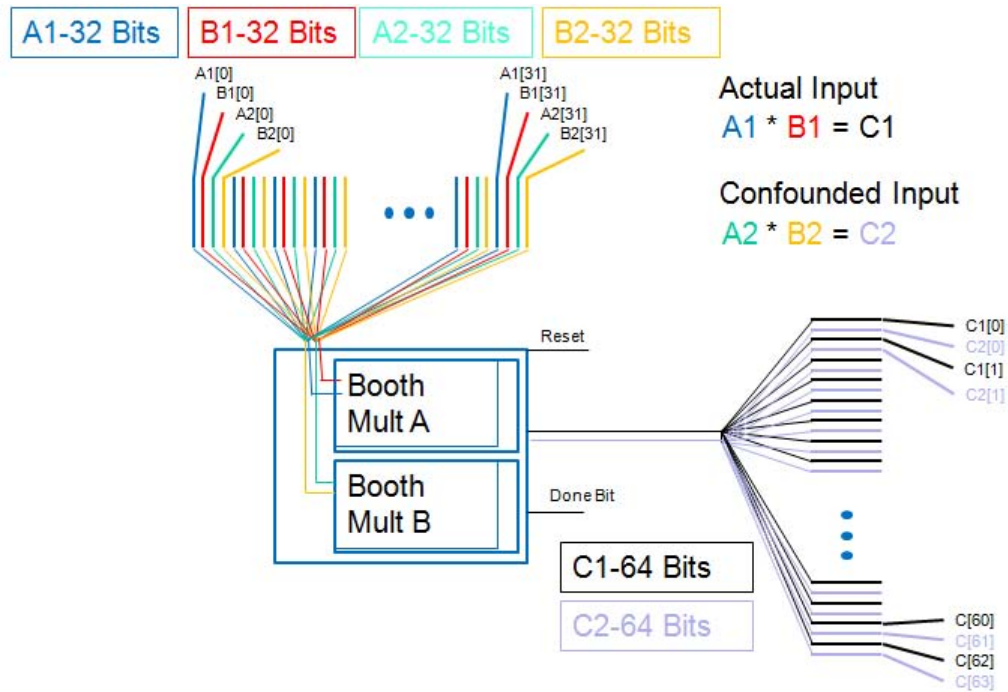 A1-32 Bits
B1-32 Bits
A2-32 Bits
B2-32 Bits
A1[0]
B1[0]
A2[0]
B2[0]
A1[31]
B1[31]
A2[31]
B2[31]
Actual Input
A1 * B1 = C1
Confounded Input
A2 * B2 = C2
Reset
Booth
Mult A
Booth
Mult B
Done Bit
C1[0]
C2[0]
C1[1]
C2[1]
C1-64 Bits
C2-64 Bits
C[60]
C[61]
C[62]
C[63]